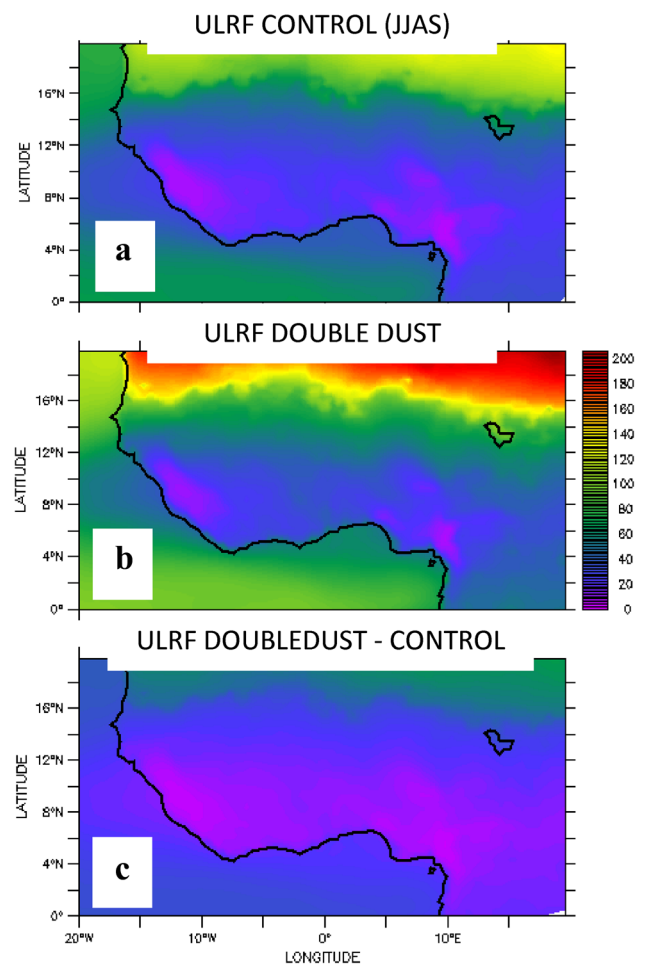 ULRF CONTROL (JJAS)
16°N
12°N
8°N
4°N
0°
LATITUDE
a
ULRF DOUBLE DUST
16°N
12°N
8°N
4°N
0°
LATITUDE
b
200
180
160
140
120
100
80
60
40
20
0
ULRF DOUBLEDUST - CONTROL
16°N
12°N
8°N
4°N
0°
LATITUDE
c
20°W 10°W 0° 10°E
LONGITUDE